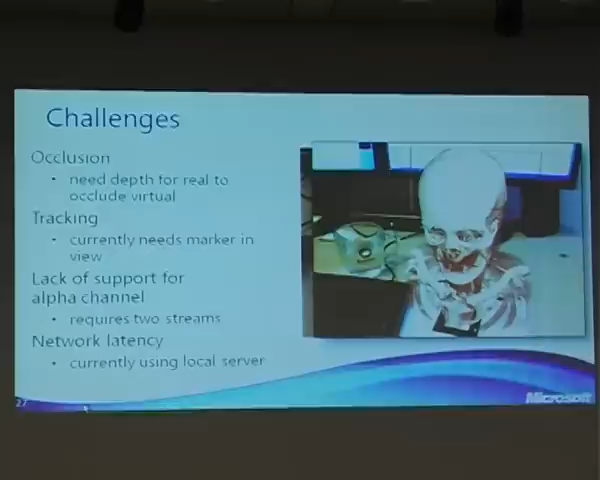 Challenges
Occlusion
• need depth for real to
occlude virtual
Tracking
• currently needs marker in
view
Lack of support for
alpha channel
• requires two streams
Network latency
• currently using local server
27
Microsoft